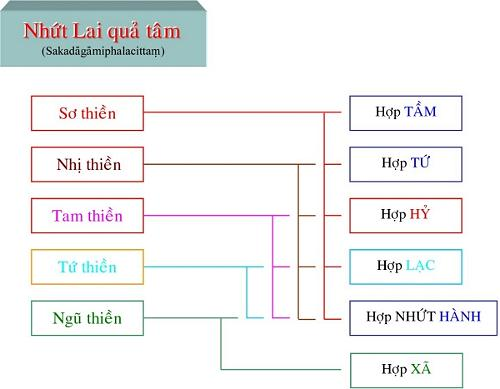 Nhứt Lai quả tâm
(Sakadāgāmiphalacittaṃ)
Sơ thiền
Hợp TẦM
Nhị thiền
Hợp TỨ
Tam thiền
Hợp HỶ
Tứ thiền
Hợp LẠC
Ngũ thiền
Hợp NHỨT HÀNH
Hợp XÃ